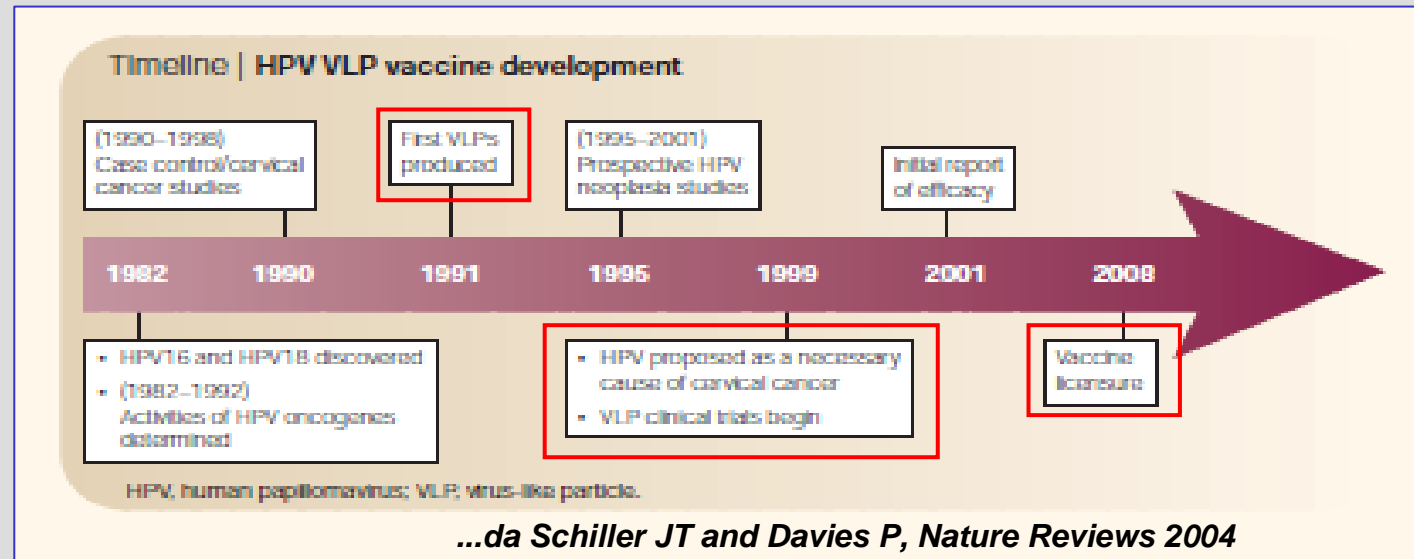 Timeline | HPV VLP vaccine development
(1990–1998)
Case control/cervical
cancer studies
First VLPs
produced
(1995–2001)
Prospective HPV
neoplasia studies
Initial report
of efficacy
1982 1990 1991 1995 1999 2001 2008
• HPV16 and HPV18 discovered
• (1982–1992)
Activities of HPV oncogenes
determined
• HPV proposed as a necessary
cause of cervical cancer
• VLP clinical trials begin
Vaccine
licensure
HPV, human papillomavirus; VLP, virus-like particle.
...da Schiller JT and Davies P, Nature Reviews 2004